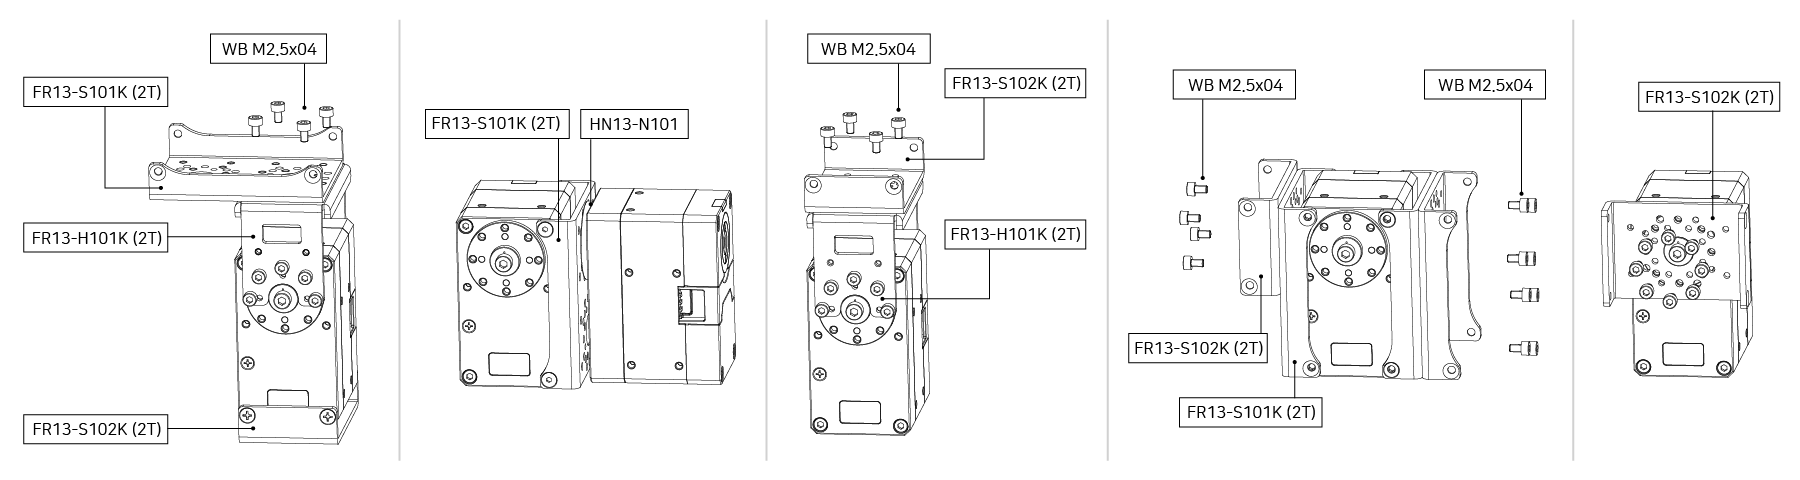 WB M2.5x04
FR13-S101K (2T)
FR13-H101K (2T)
FR13-S102K (2T)
FR13-S101K (2T)
HN13-N101
WB M2.5x04
FR13-S102K (2T)
FR13-H101K (2T)
WB M2.5x04
WB M2.5x04
FR13-S102K (2T)
FR13-S101K (2T)
FR13-S102K (2T)